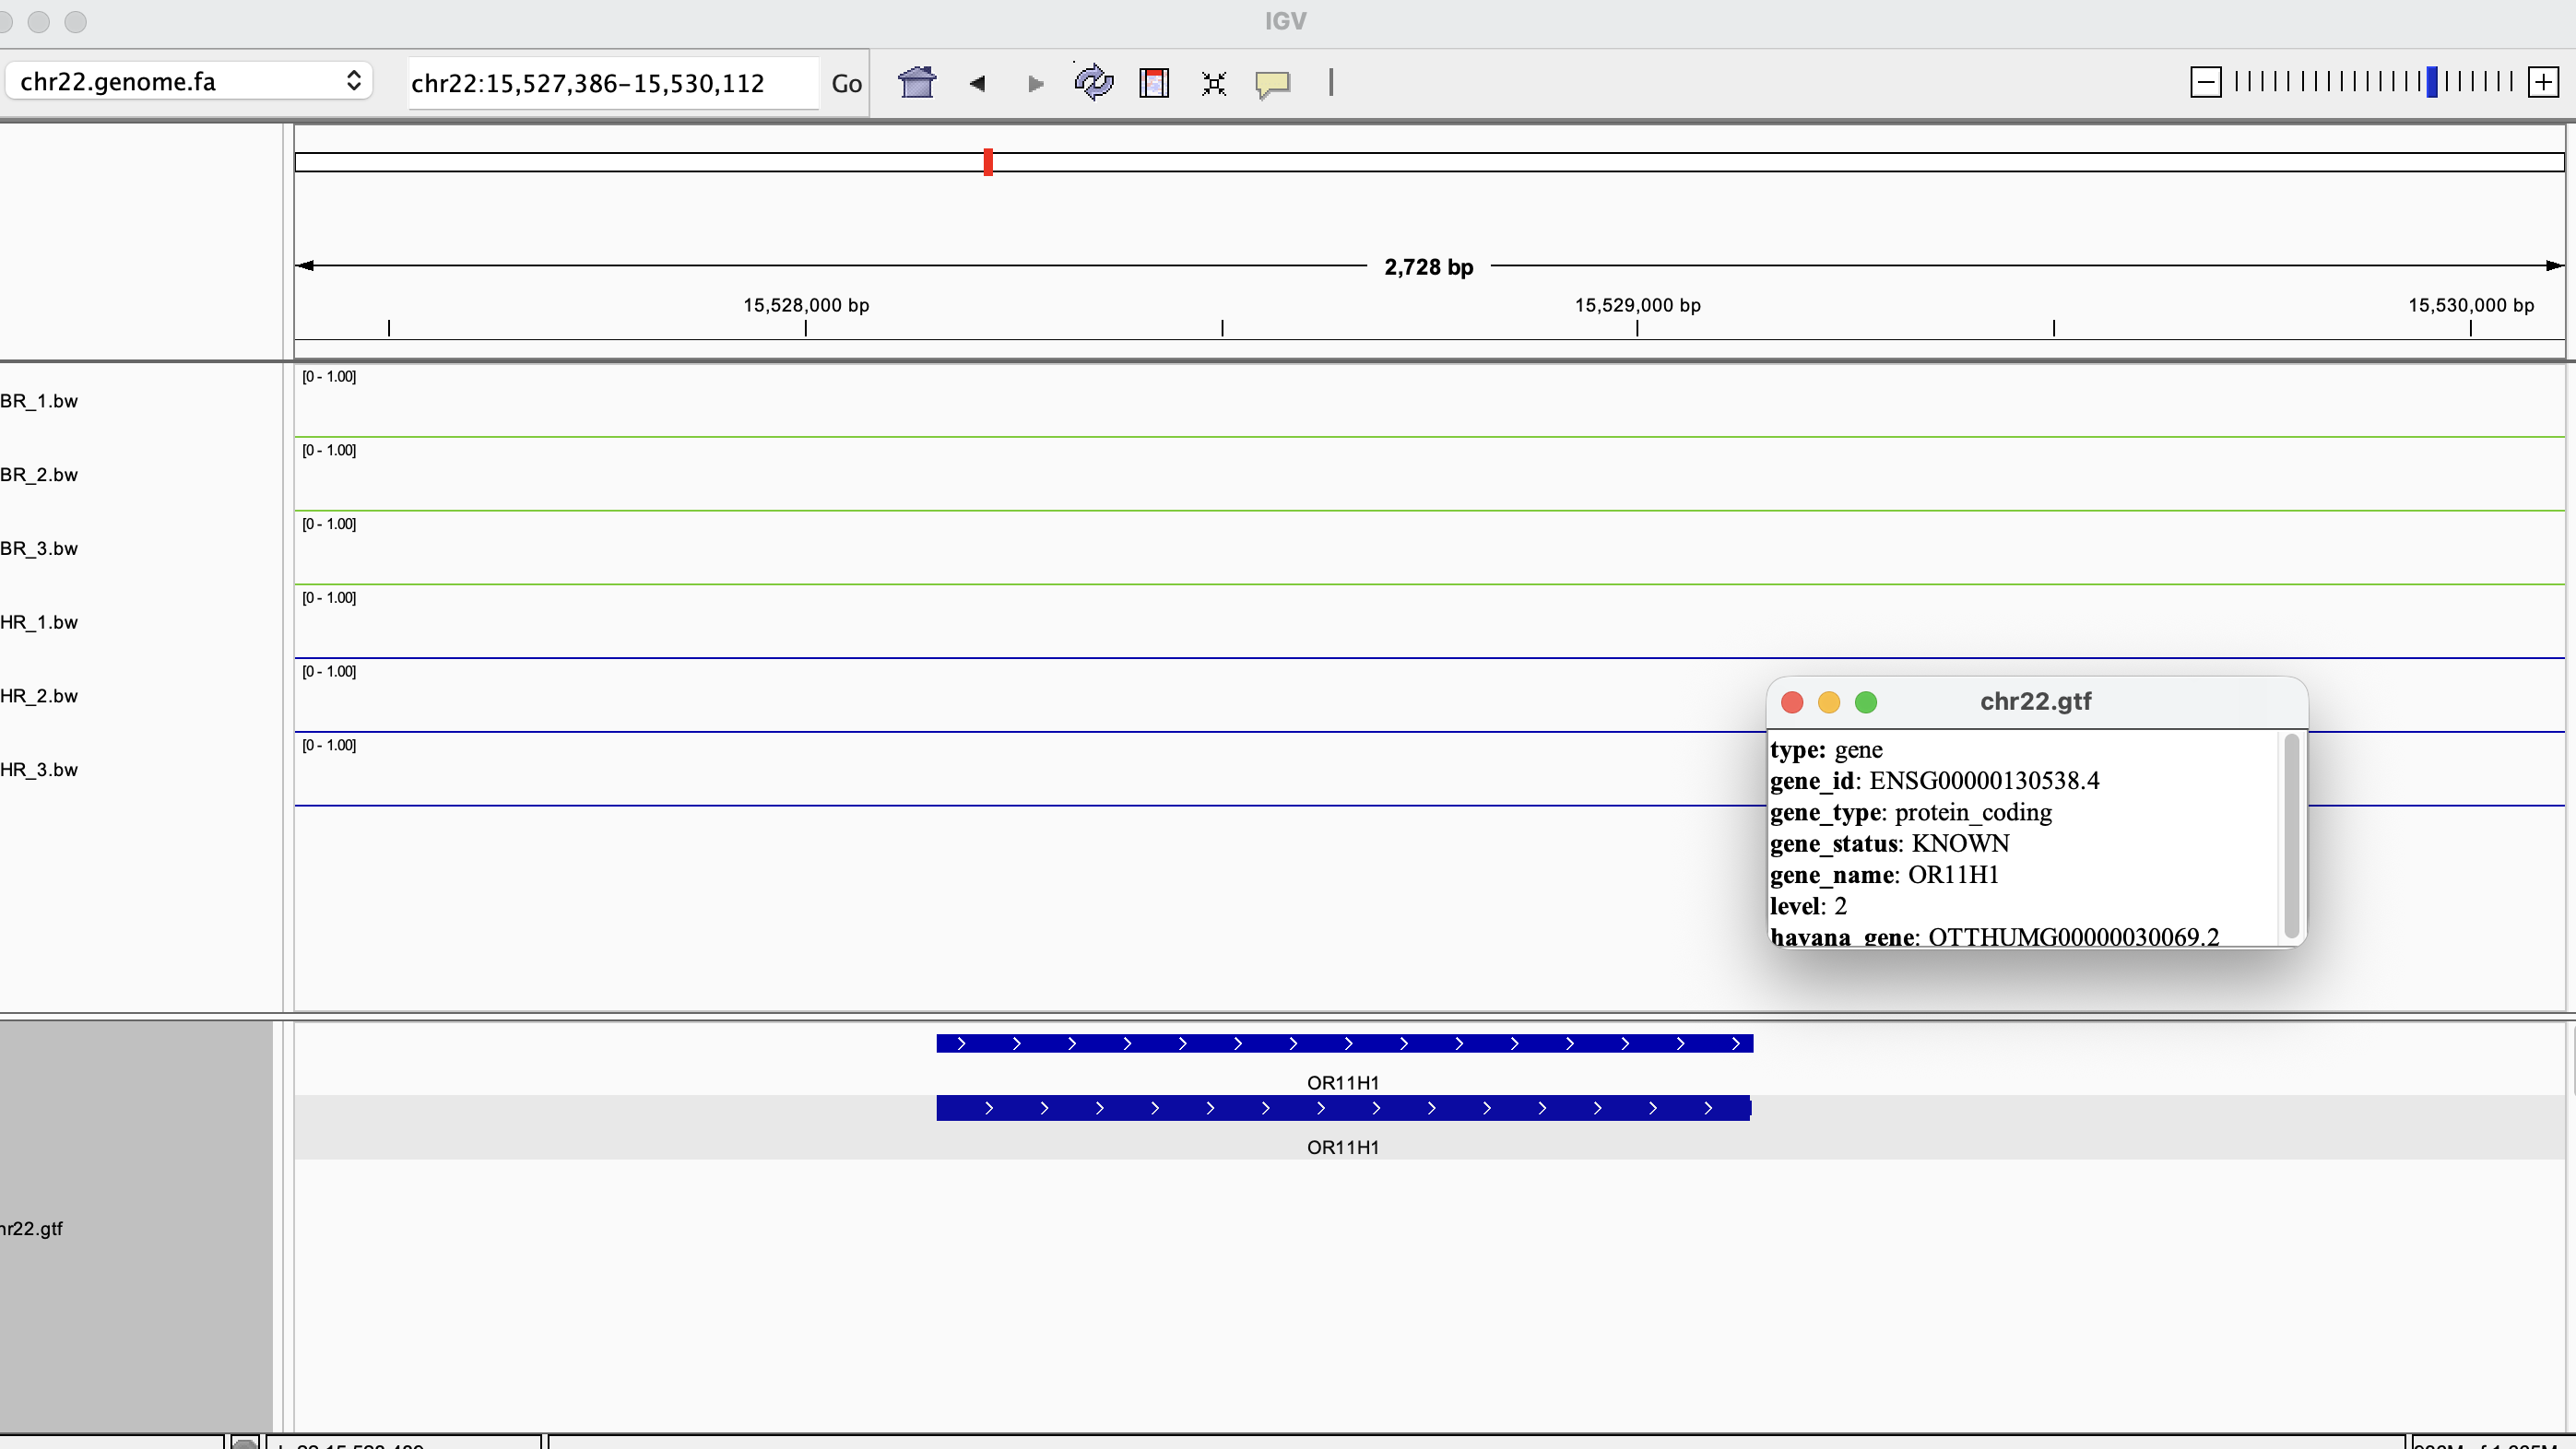 IGV
chr22.genome.fa
chr22:15,527,386-15,530,112
Go
2,728 bp
15,528,000 bp
15,529,000 bp
15,530,000 bp
[0 - 1.00]
BR_1.bw
[0 - 1.00]
BR_2.bw
[0 - 1.00]
BR_3.bw
[0 - 1.00]
HR_1.bw
[0 - 1.00]
HR_2.bw
[0 - 1.00]
HR_3.bw
chr22.gtf
type: gene
gene_id: ENSG00000130538.4
gene_type: protein_coding
gene_status: KNOWN
gene_name: OR11H1
level: 2
havana_gene: OTTHUMG00000030069.2
OR11H1
OR11H1
hr22.gtf